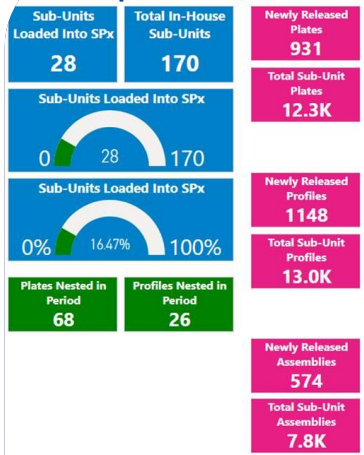 Sub-Units
Loaded Into SPx
28
Total In-House
Sub-Units
170
Sub-Units Loaded Into SPx
0
28
170
Sub-Units Loaded Into SPx
0%
16.47%
100%
Plates Nested in
Period
68
Profiles Nested in
Period
26
Newly Released
Plates
931
Total Sub-Unit
Plates
12.3K
Newly Released
Profiles
1148
Total Sub-Unit
Profiles
13.0K
Newly Released
Assemblies
574
Total Sub-Unit
Assemblies
7.8K